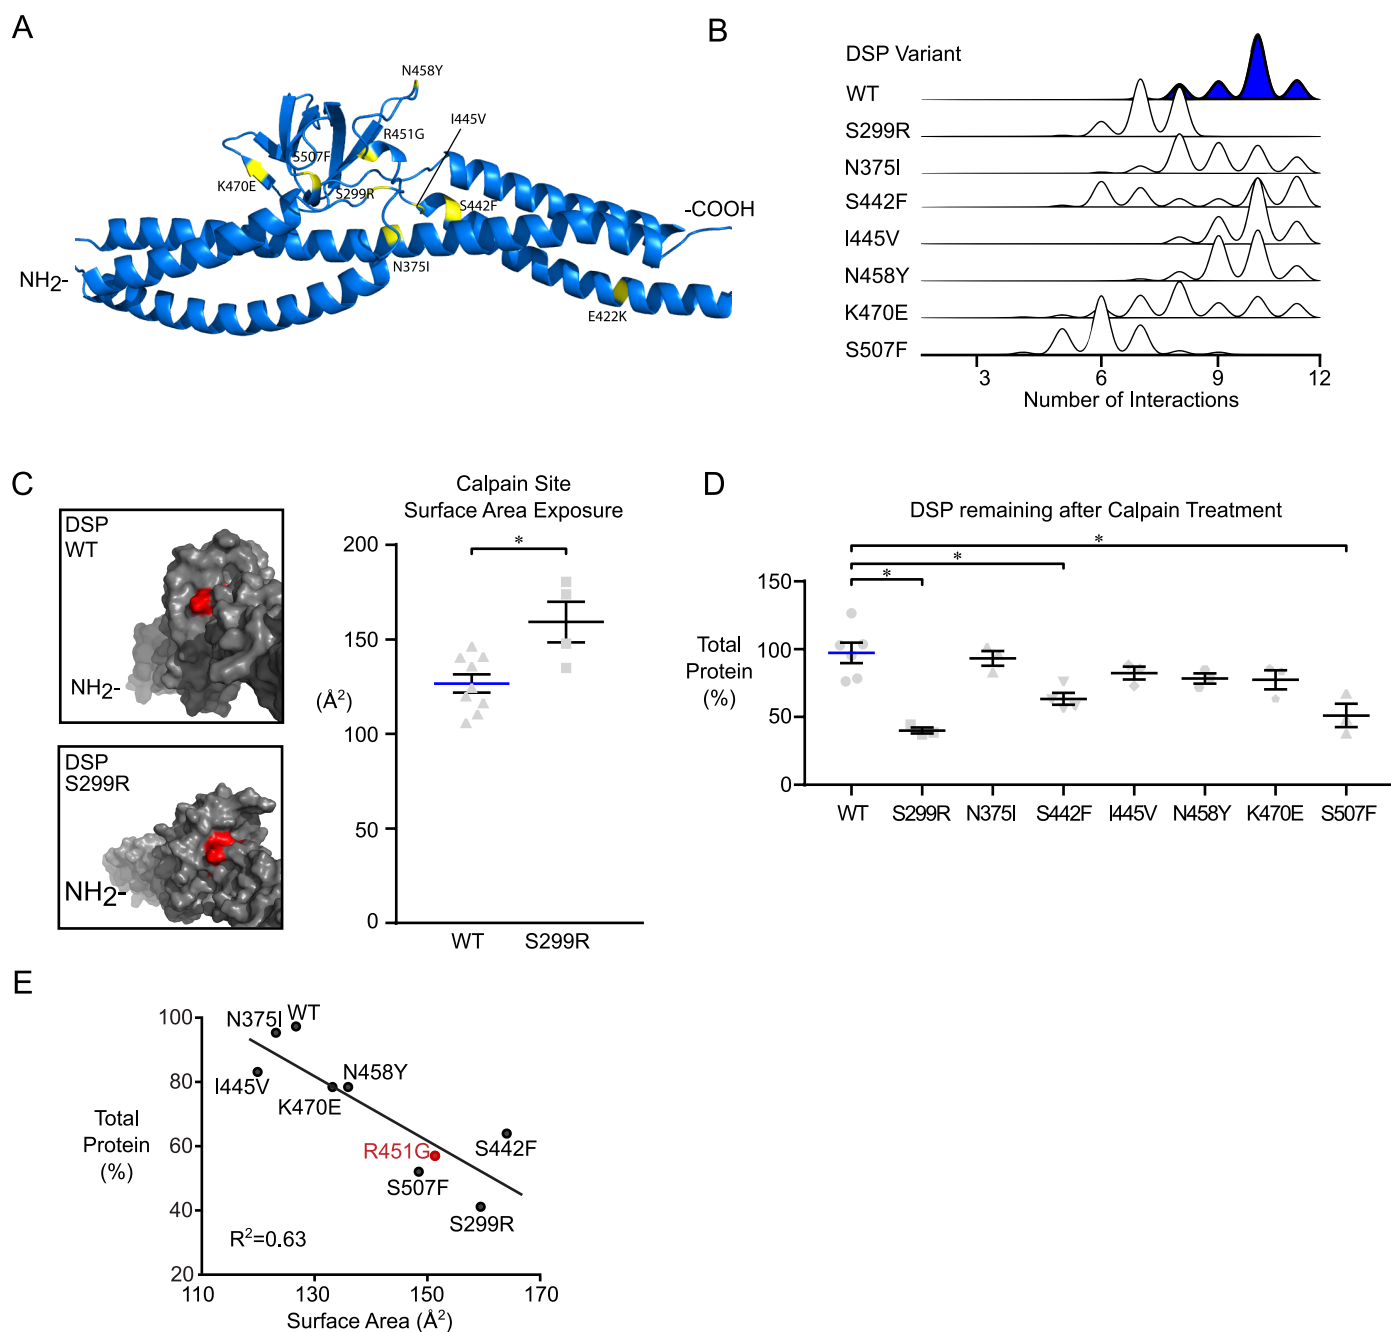 A
N458Y
I445V
R451G
S507F
K470E
S299R
S442F
-COOH
NH2-
N375I
E422K
B
DSP Variant
WT
S299R
N375I
S442F
I445V
N458Y
K470E
S507F
3 6 9 12
Number of Interactions
C
DSP
WT
NH2-
DSP
S299R
NH2-
Calpain Site
Surface Area Exposure
*
200
150
100
50
0
(Å²)
WT S299R
D
DSP remaining after Calpain Treatment
*
*
*
150
100
50
0
Total
Protein
(%)
WT S299R N375I S442F I445V N458Y K470E S507F
E
100
80
60
40
20
Total
Protein
(%)
N375I WT
I445V
N458Y
K470E
R451G
S442F
S507F
S299R
R²=0.63
110 130 150 170
Surface Area (Å²)